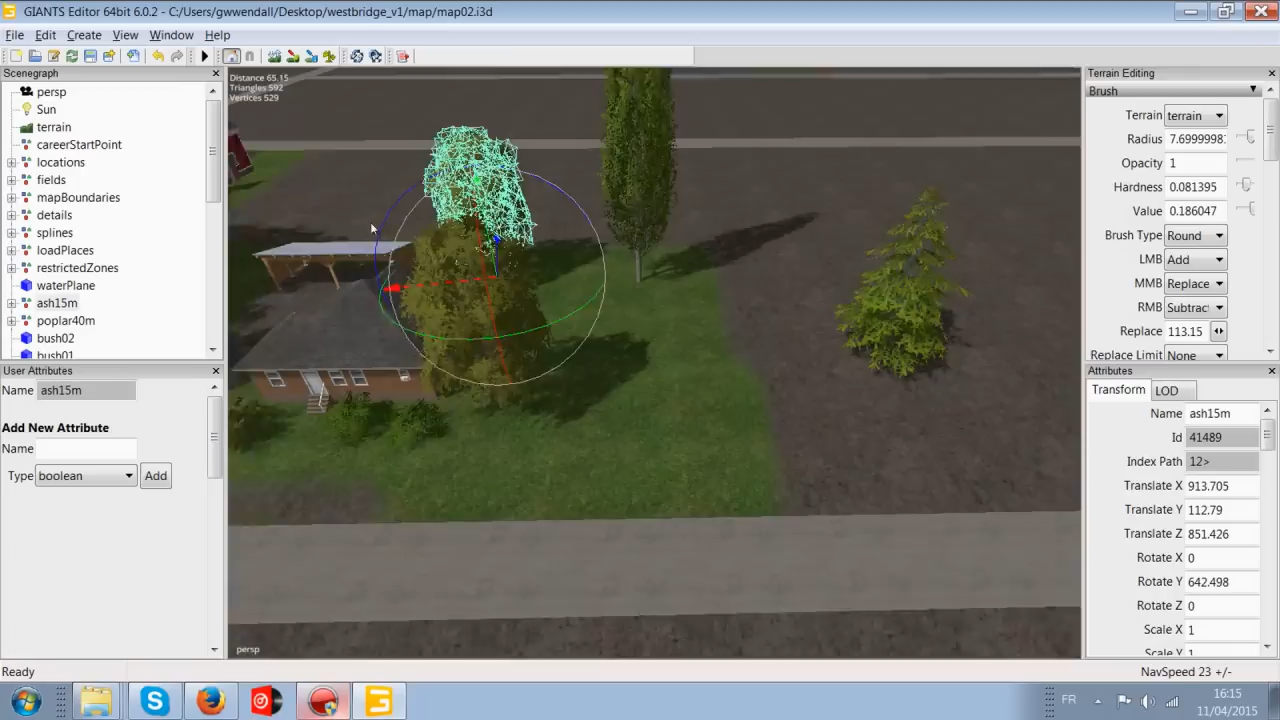 GIANTS Editor 64bit 6.0.2 - C:/Users/gwwendall/Desktop/westbridge_v1/map/map02.i3d
File Edit Create View Window Help
Scenegraph
persp
Sun
terrain
careerStartPoint
locations
fields
mapBoundaries
details
splines
loadPlaces
restrictedZones
waterPlane
ash15m
poplar40m
bush02
bush01
User Attributes
Name ash15m
Add New Attribute
Name
Type boolean Add
Distance 65.15
Triangles 592
Vertices 529
persp
Terrain Editing
Brush
Terrain terrain
Radius 7.6999998
Opacity 1
Hardness 0.081395
Value 0.186047
Brush Type Round
LMB Add
MMB Replace
RMB Subtrac
Replace 113.15
Replace Limit None
Attributes
Transform LOD
Name ash15m
Id 41489
Index Path 12>
Translate X 913.705
Translate Y 112.79
Translate Z 851.426
Rotate X 0
Rotate Y 642.498
Rotate Z 0
Scale X 1
Scale Y 1
Ready
NavSpeed 23 +/-
FR
16:15
11/04/2015